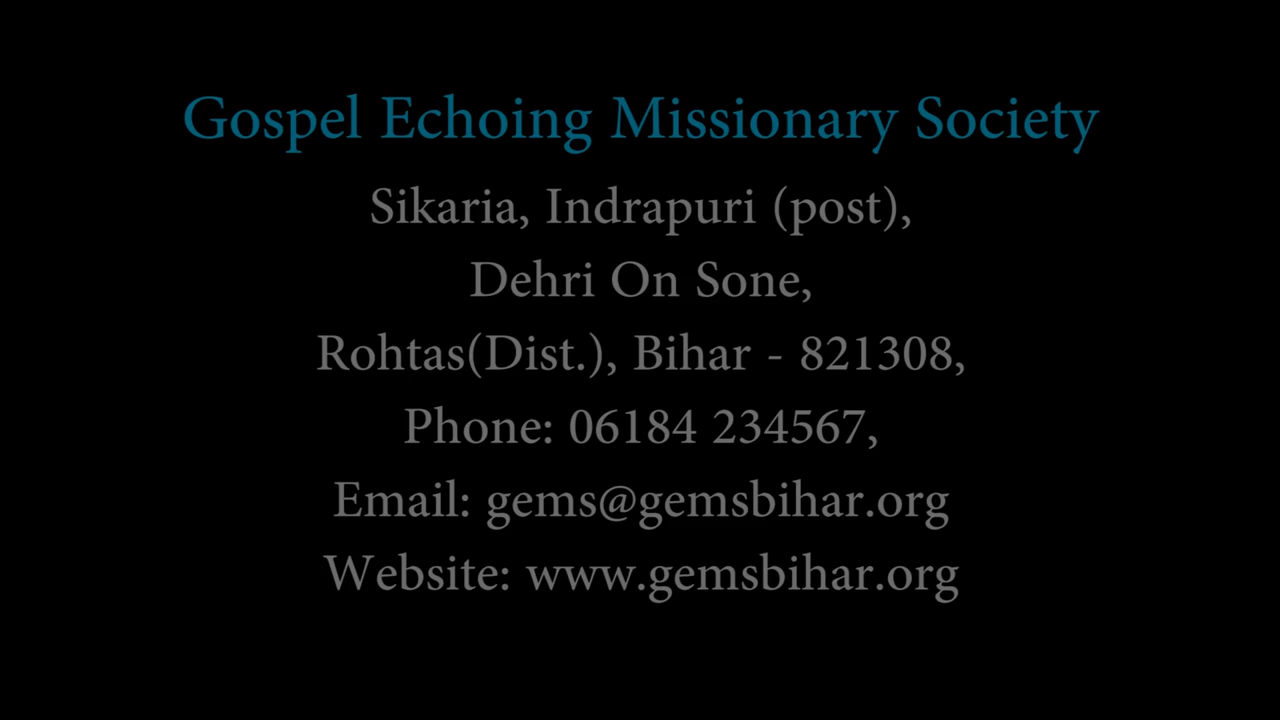 Gospel Echoing Missionary Society
Sikaria, Indrapuri (post),
Dehri On Sone,
Rohtas(Dist.), Bihar - 821308,
Phone: 06184 234567,
Email: gems@gemsbihar.org
Website: www.gemsbihar.org